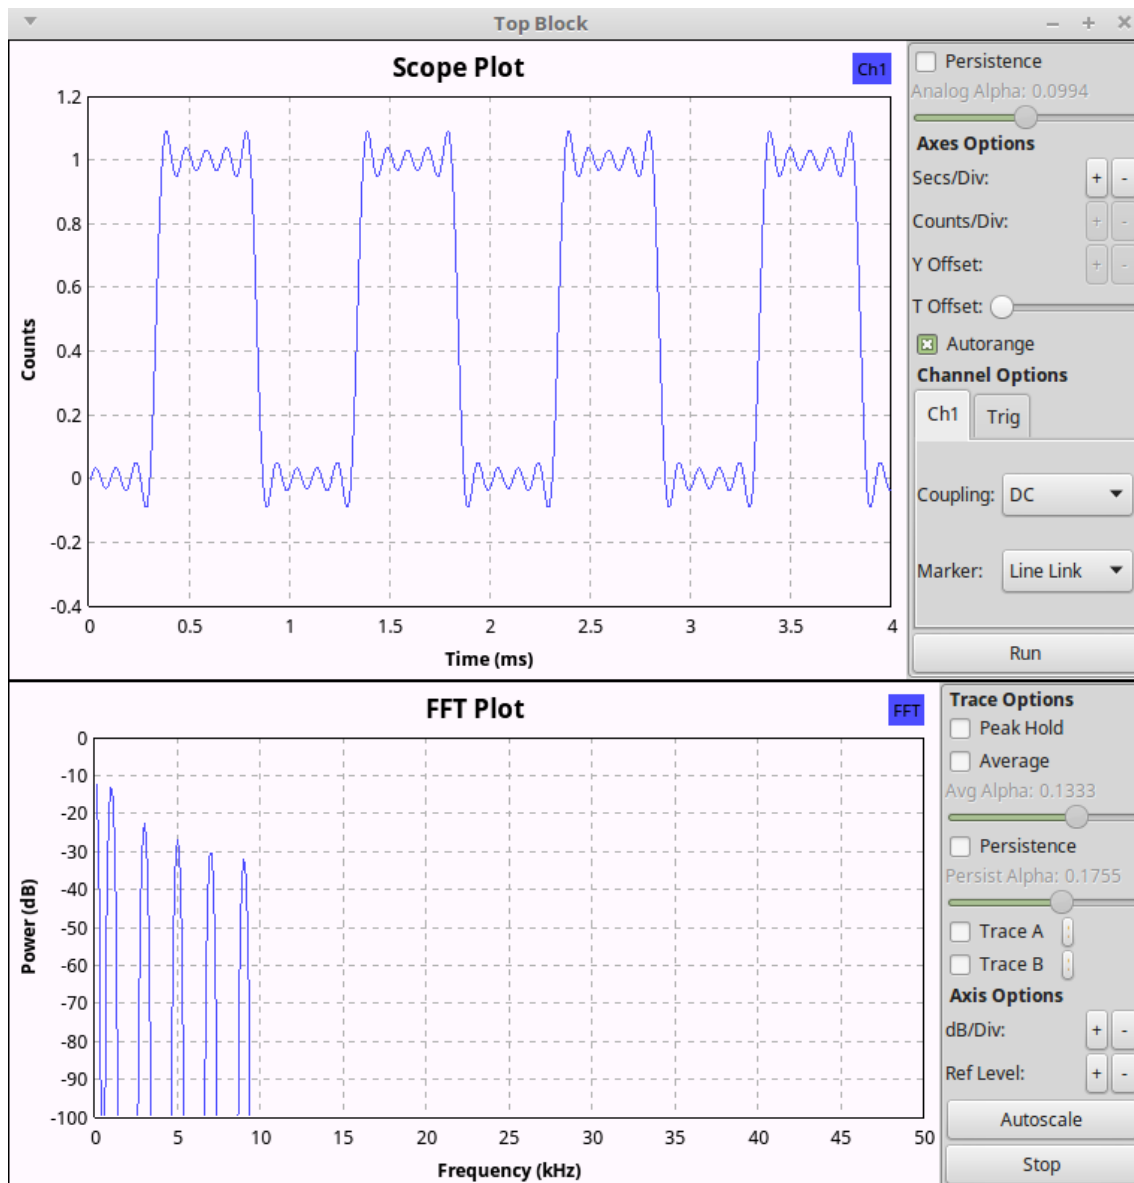 Top Block
Scope Plot
Ch1
1.2
1
0.8
0.6
0.4
0.2
0
-0.2
-0.4
Counts
0 0.5 1 1.5 2 2.5 3 3.5 4
Time (ms)
Persistence
Analog Alpha: 0.0994
Axes Options
Secs/Div: + -
Counts/Div: + -
Y Offset: + -
T Offset:
Autorange
Channel Options
Ch1 Trig
Coupling: DC
Marker: Line Link
Run
FFT Plot
FFT
0
-10
-20
-30
-40
-50
-60
-70
-80
-90
-100
Power (dB)
0 5 10 15 20 25 30 35 40 45 50
Frequency (kHz)
Trace Options
Peak Hold
Average
Avg Alpha: 0.1333
Persistence
Persist Alpha: 0.1755
Trace A
Trace B
Axis Options
dB/Div: + -
Ref Level: + -
Autoscale
Stop